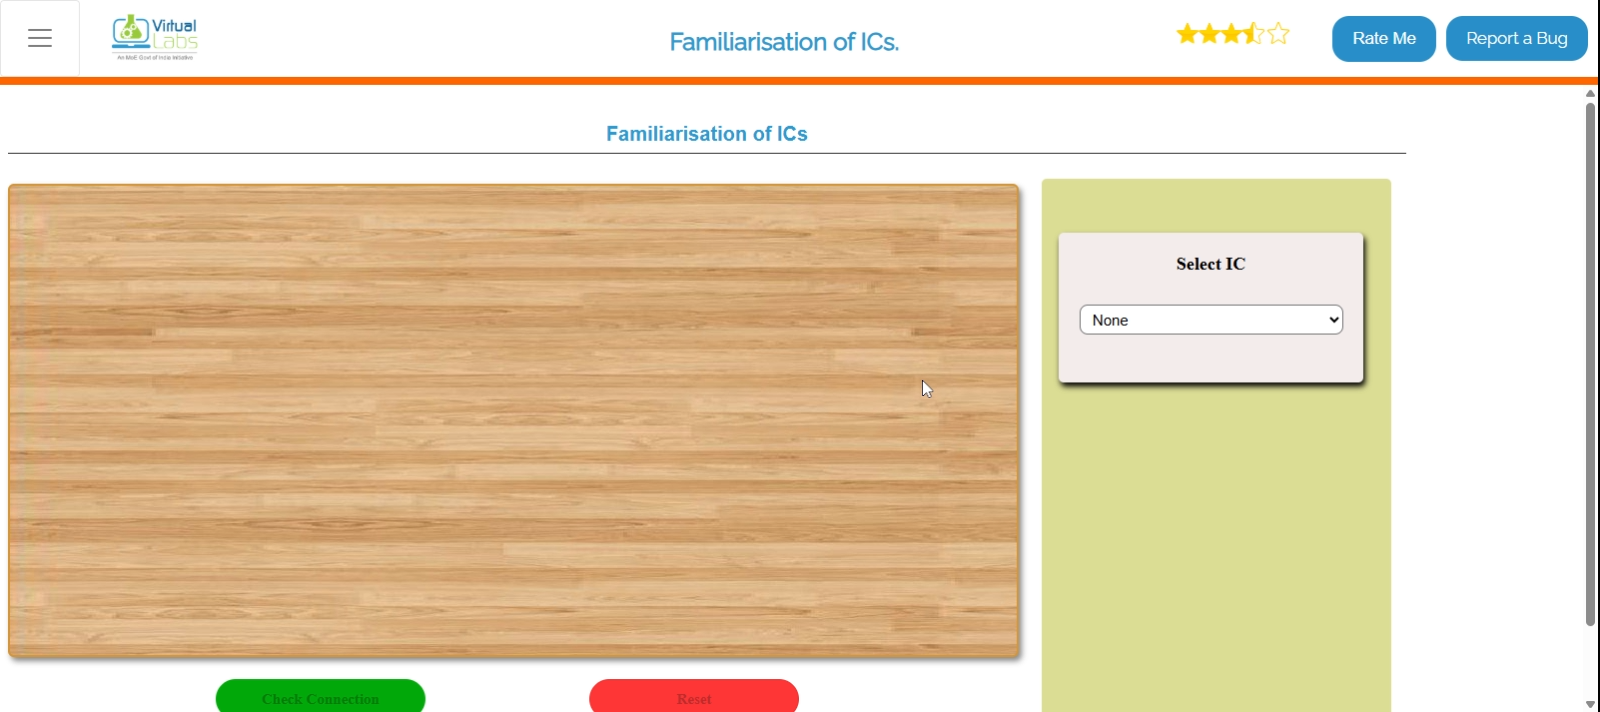 Virtual
Labs
An MoE Govt of India Initiative
Familiarisation of ICs.
Rate Me
Report a Bug
Familiarisation of ICs
Select IC
None
Check Connection
Reset